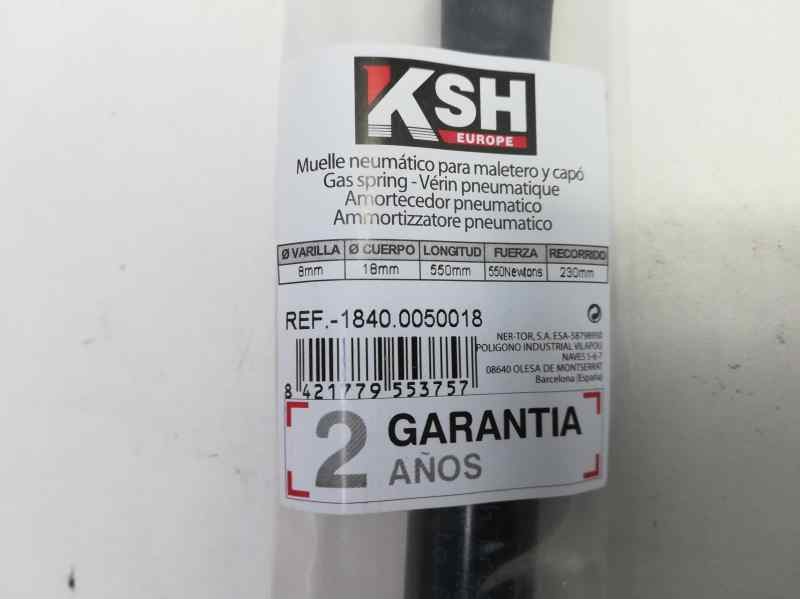 KSH
EUROPE
Muelle neumático para maletero y capó
Gas spring - Vérin pneumatique
Amortecedor pneumatico
Ammortizzatore pneumatico
Ø VARILLA Ø CUERPO LONGITUD FUERZA RECORRIDO
8mm 18mm 550mm 550Newtons 230mm
REF.-1840.0050018
NER-TOR, S.A. ESA-58798950
POLIGONO INDUSTRIAL VILAPOU
NAVES 5-6-7
08640 OLESA DE MONTSERRAT
Barcelona (España)
8 421779 553757
2 GARANTIA
AÑOS